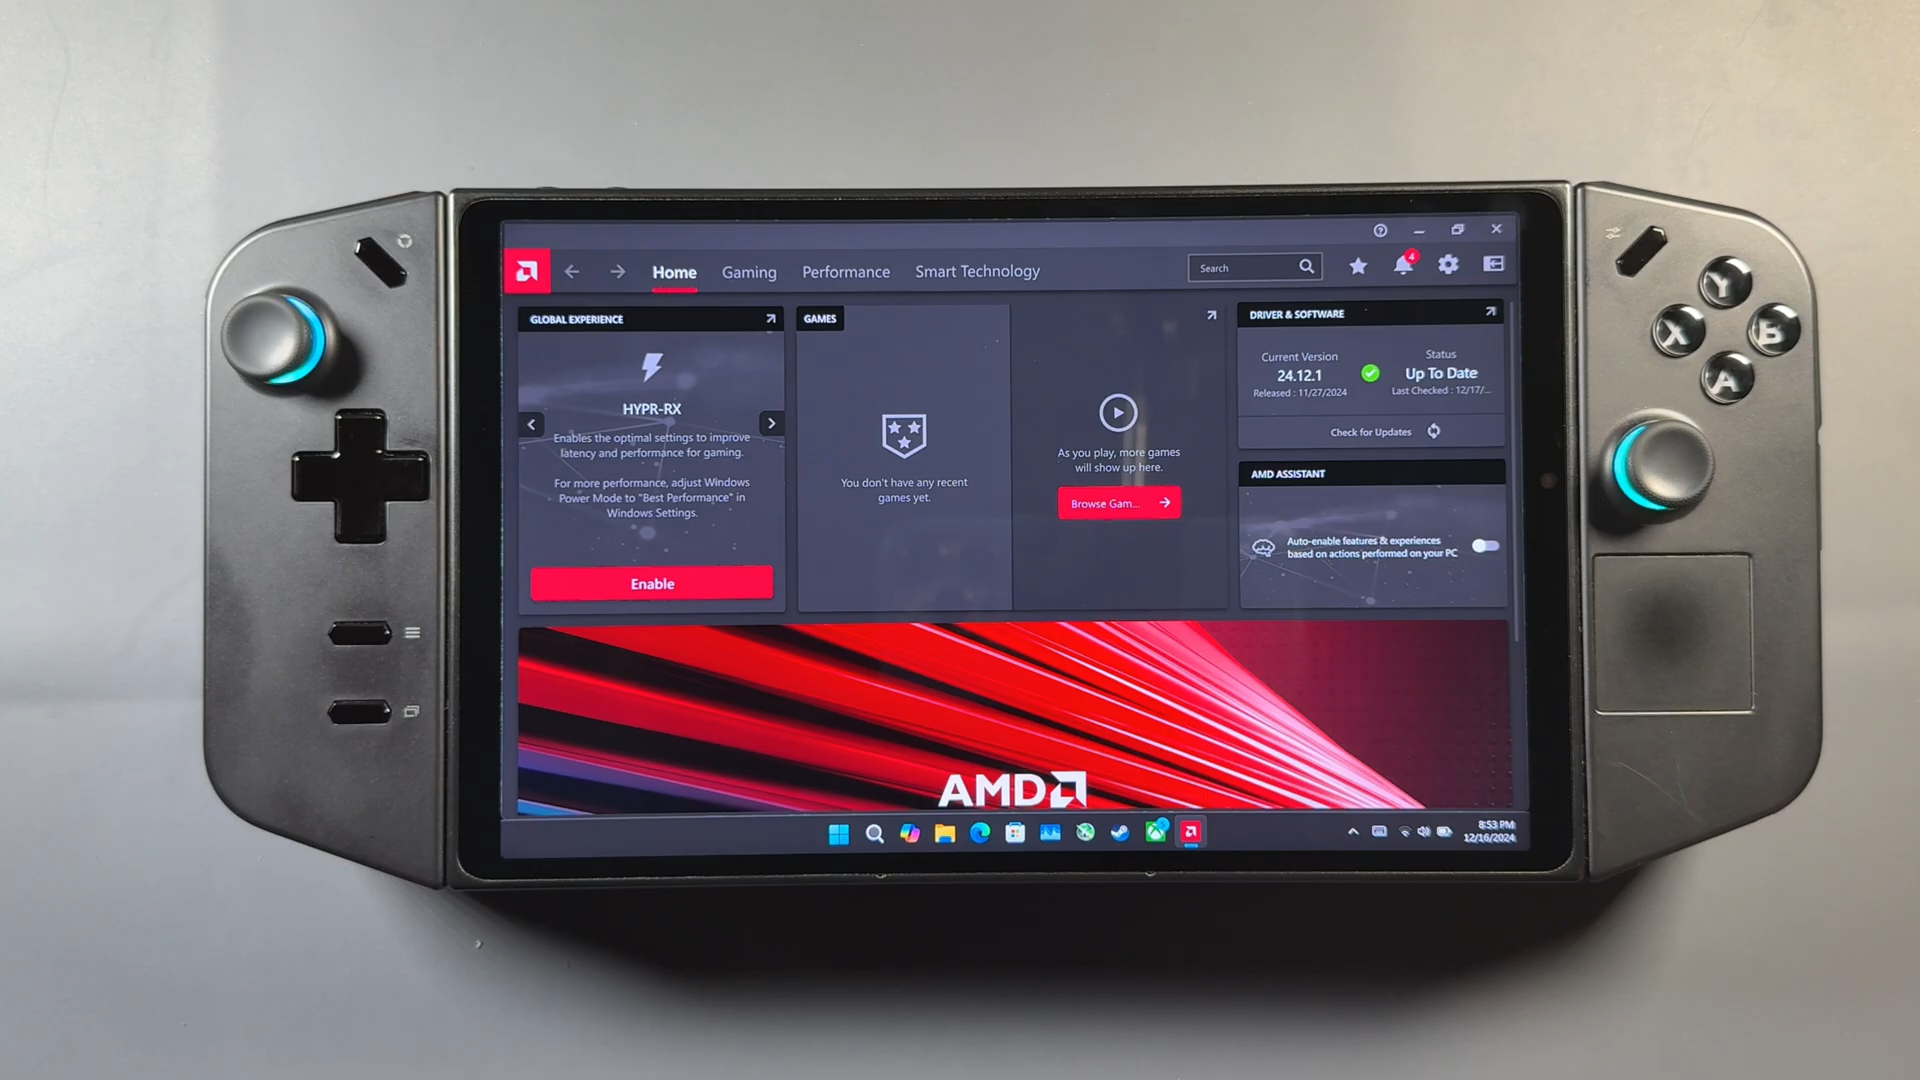 Home
Gaming
Performance
Smart Technology
Search
4
GLOBAL EXPERIENCE
HYPR-RX
Enables the optimal settings to improve
latency and performance for gaming.
For more performance, adjust Windows
Power Mode to "Best Performance" in
Windows Settings.
Enable
GAMES
You don't have any recent
games yet.
As you play, more games
will show up here.
Browse Gam...
DRIVER & SOFTWARE
Current Version
24.12.1
Released : 11/27/2024
Status
Up To Date
Last Checked : 12/17/...
Check for Updates
AMD ASSISTANT
Auto-enable features & experiences
based on actions performed on your PC
AMD
8:53 PM
12/16/2024
Y
X
B
A